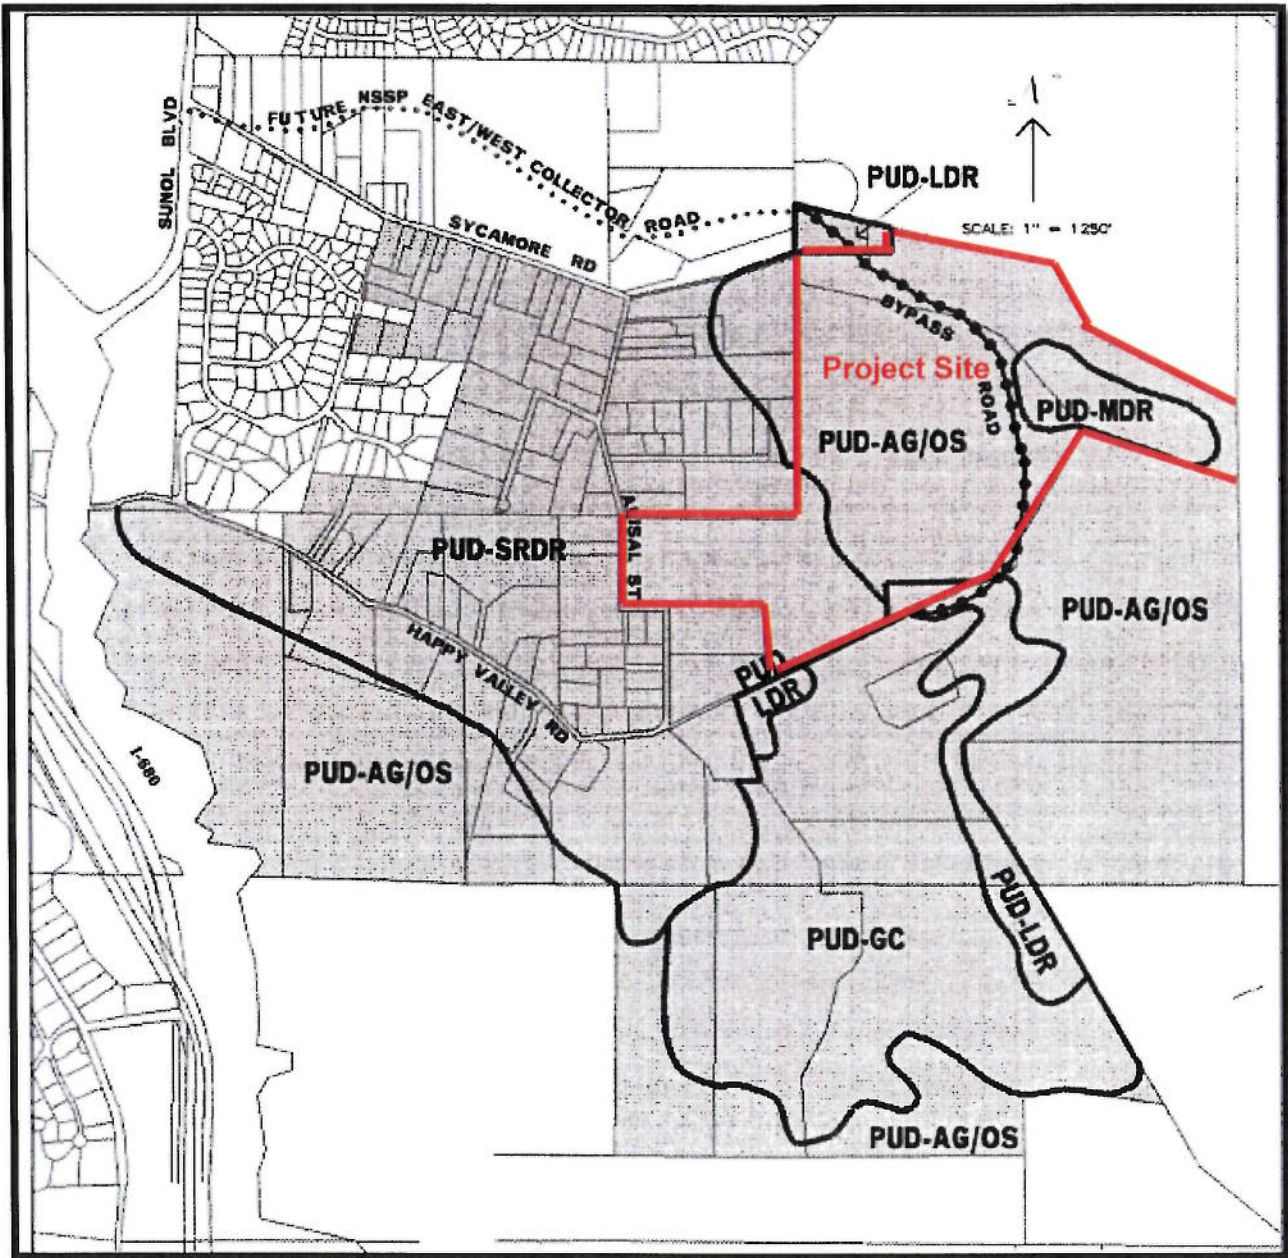 FUTURE NSSP EAST/WEST COLLECTOR ROAD
SUNOL BLVD
PUD-LDR
SCALE: 1" = 1250'
SYCAMORE RD
BYPASS ROAD
Project Site
PUD-MDR
PUD-AG/OS
PUD-SRDR
PUD-AG/OS
HAPPY VALLEY RD
PUD
LDR
I-680
PUD-AG/OS
PUD-LDR
PUD-GC
PUD-AG/OS